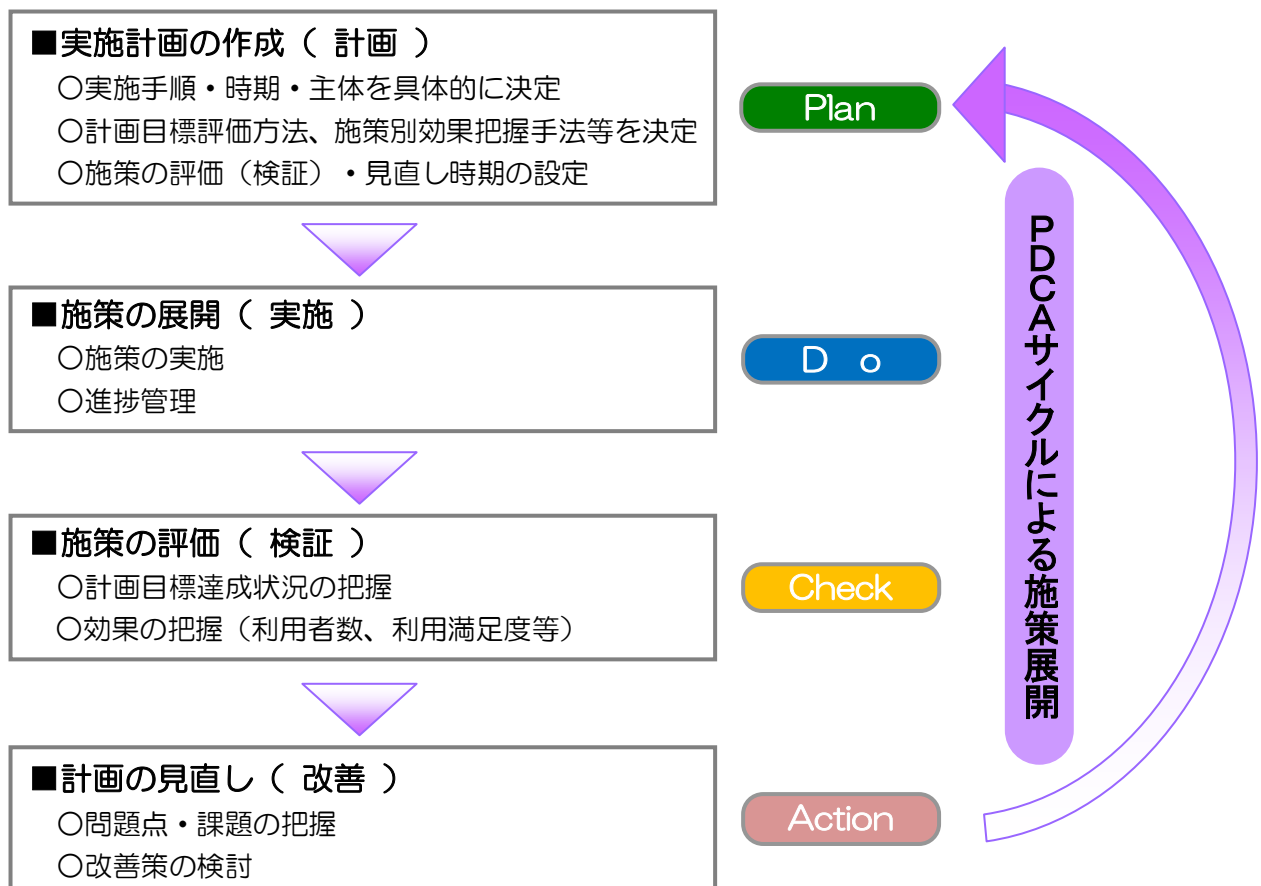 ■実施計画の作成（ 計画 ）
○実施手順・時期・主体を具体的に決定
○計画目標評価方法、施策別効果把握手法等を決定
○施策の評価（検証）・見直し時期の設定
Plan
■施策の展開（ 実施 ）
○施策の実施
○進捗管理
Ｄ ｏ
■施策の評価（ 検証 ）
○計画目標達成状況の把握
○効果の把握（利用者数、利用満足度等）
Check
■計画の見直し（ 改善 ）
○問題点・課題の把握
○改善策の検討
Action
ＰＤＣＡサイクルによる施策展開